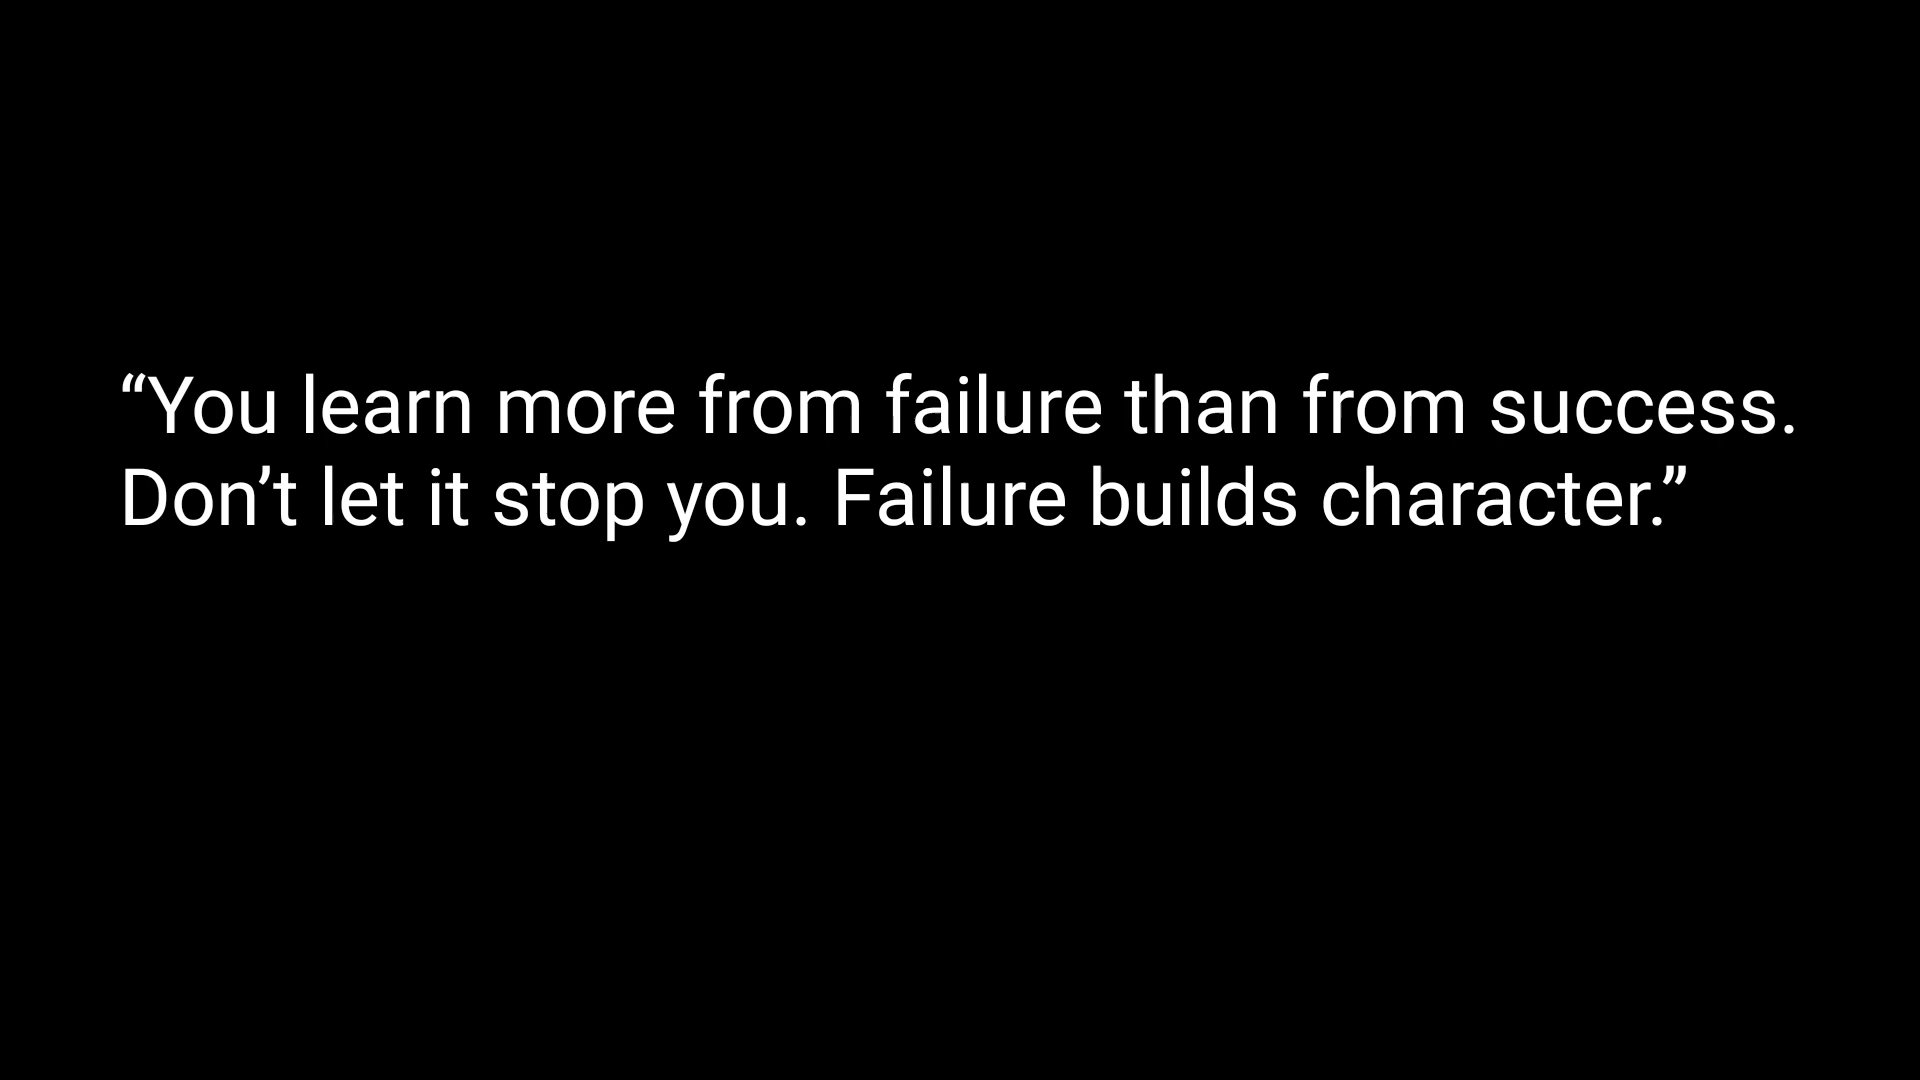 “You learn more from failure than from success.
Don’t let it stop you. Failure builds character.”